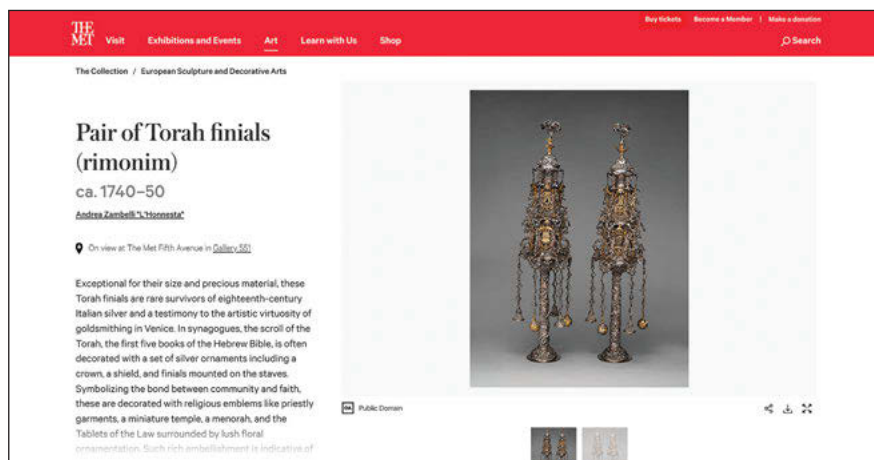 Buy tickets Become a Member | Make a donation
THE MET Visit Exhibitions and Events Art Learn with Us Shop Search
The Collection / European Sculpture and Decorative Arts
Pair of Torah finials
(rimonim)
ca. 1740–50
Andrea Zambelli "L'Honnesta"
On view at The Met Fifth Avenue in Gallery 551
Exceptional for their size and precious material, these
Torah finials are rare survivors of eighteenth-century
Italian silver and a testimony to the artistic virtuosity of
goldsmithing in Venice. In synagogues, the scroll of the
Torah, the first five books of the Hebrew Bible, is often
decorated with a set of silver ornaments including a
crown, a shield, and finials mounted on the staves.
Symbolizing the bond between community and faith,
these are decorated with religious emblems like priestly
garments, a miniature temple, a menorah, and the
Tablets of the Law surrounded by lush floral
ornamentation. Such rich embellishment is indicative of
OA Public Domain